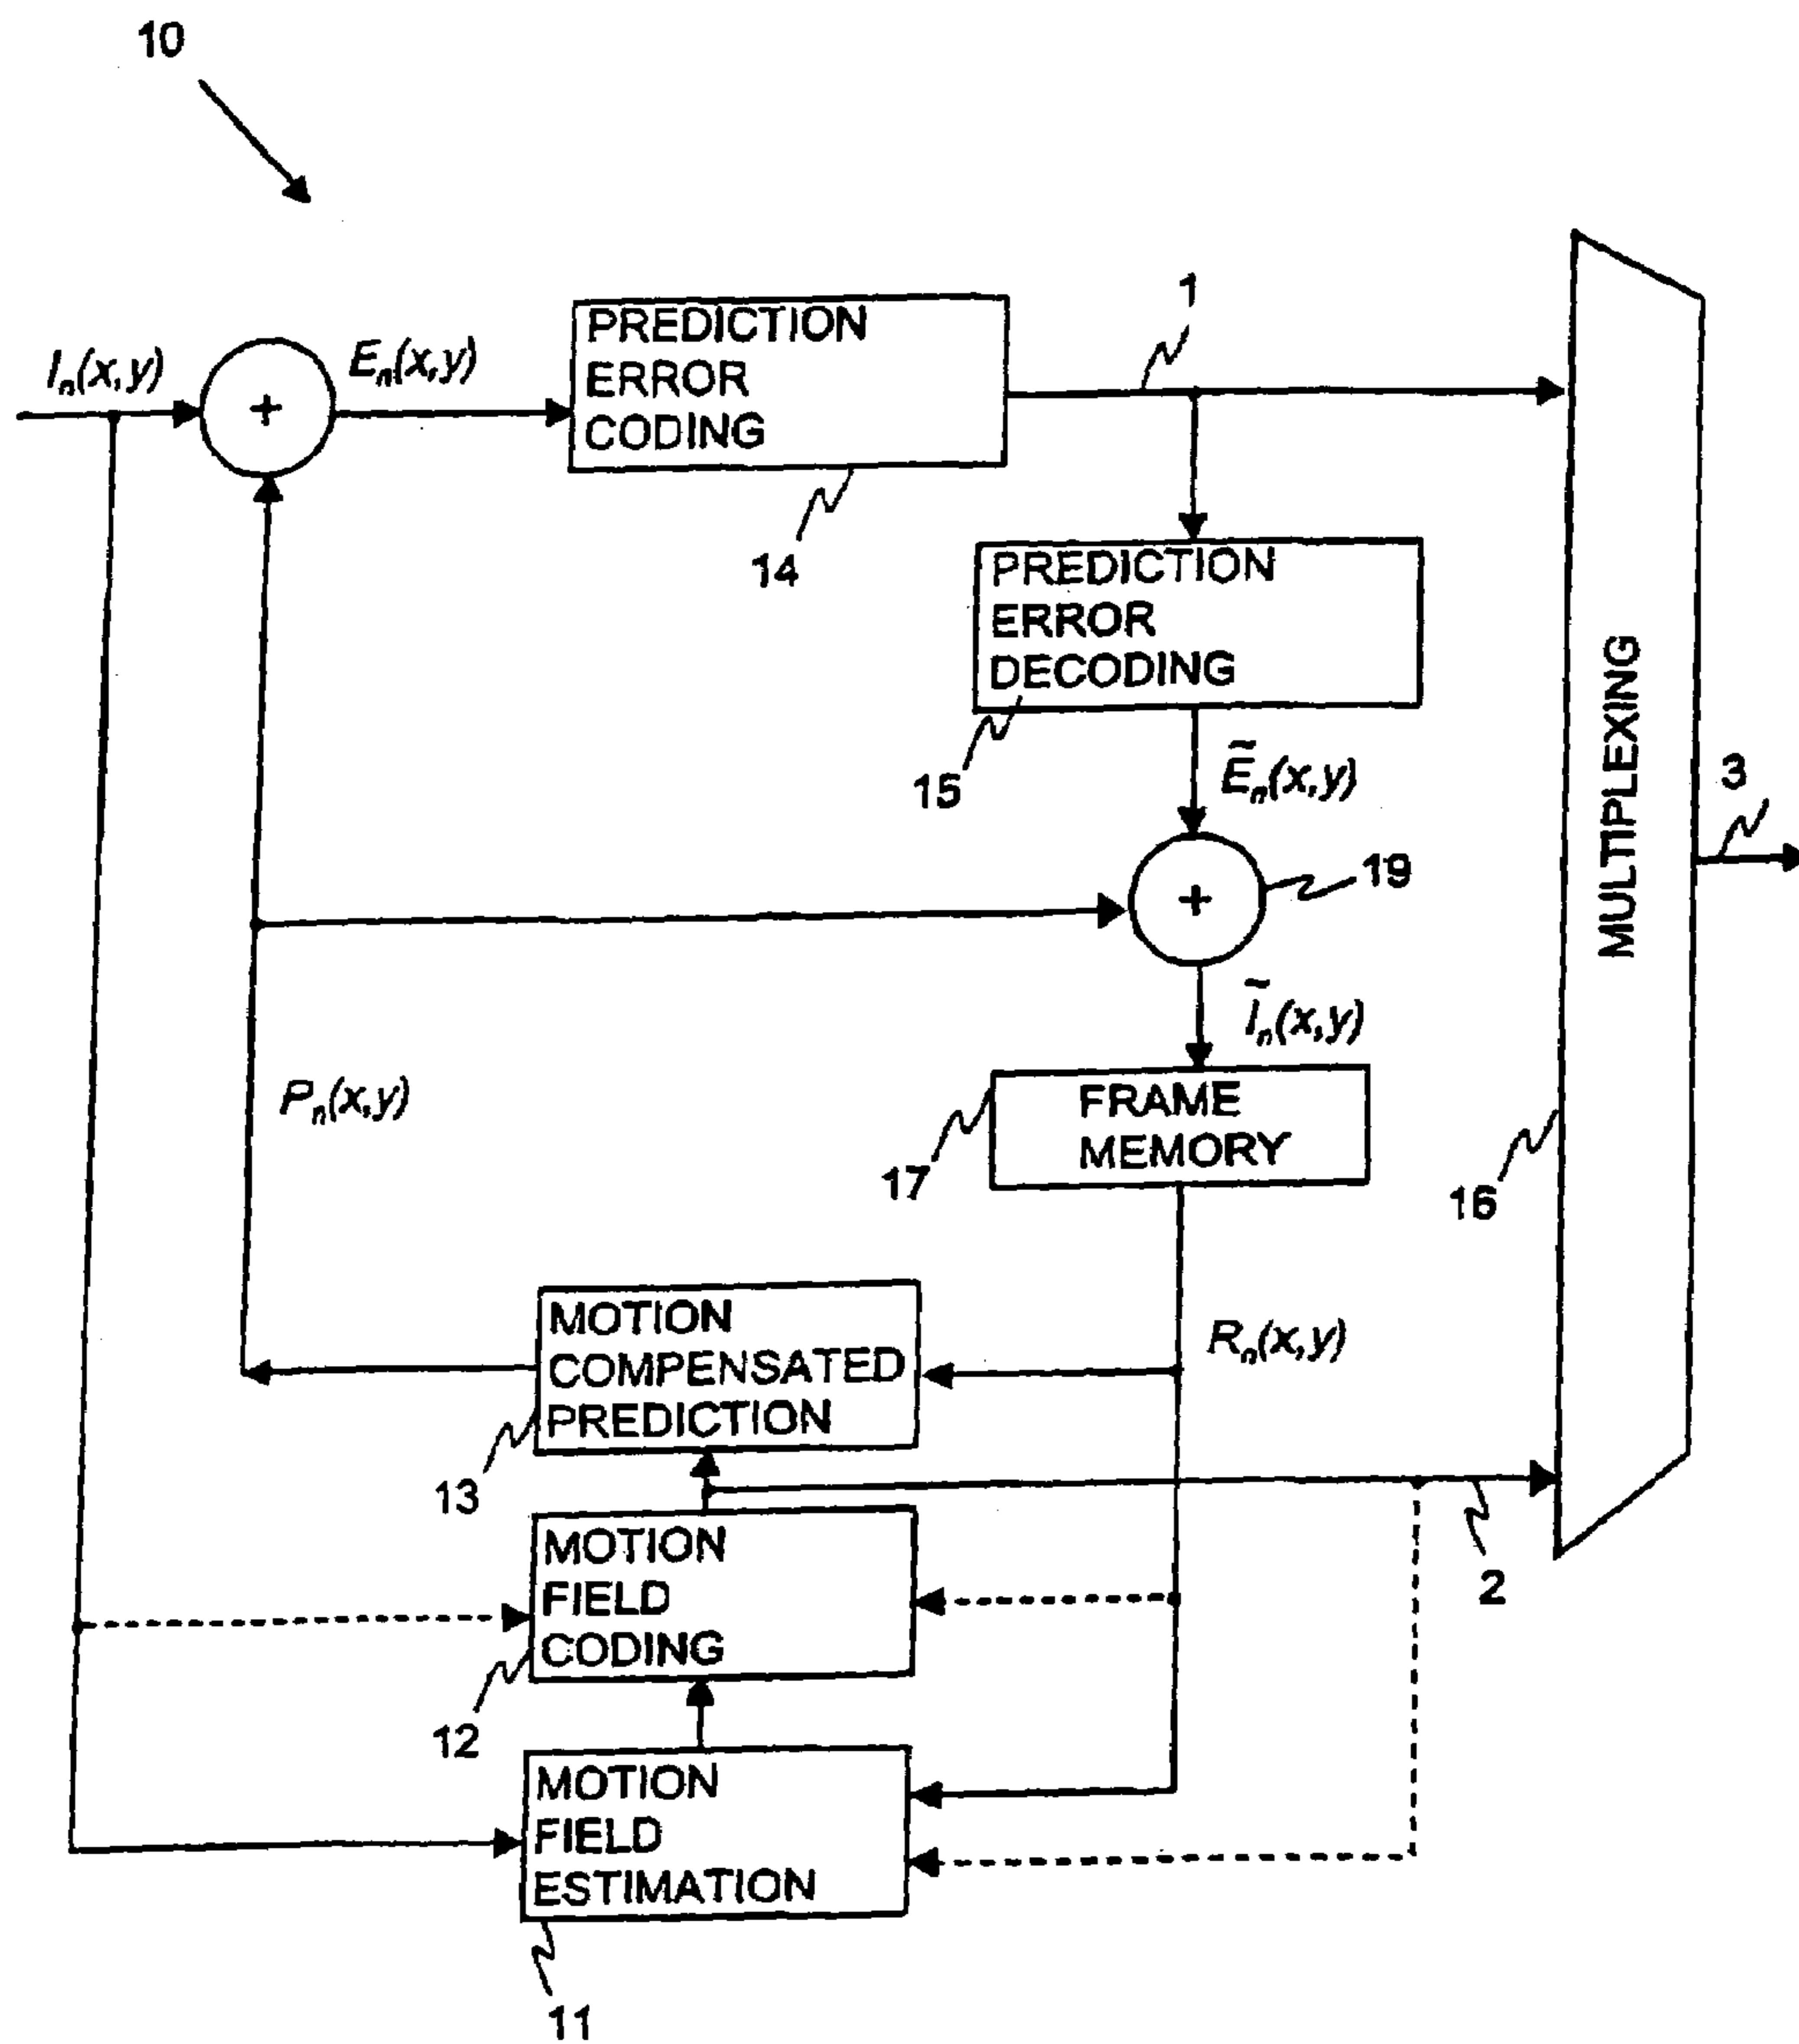 10
1
Iₙ(x,y)
Eₙ(x,y)
PREDICTION
ERROR
CODING
+
14
PREDICTION
ERROR
DECODING
15
Ẽₙ(x,y)
MULTIPLEXING
3
+
19
Ĩₙ(x,y)
Pₙ(x,y)
FRAME
MEMORY
17
16
MOTION
COMPENSATED
PREDICTION
13
Rₙ(x,y)
MOTION
FIELD
CODING
12
2
MOTION
FIELD
ESTIMATION
11